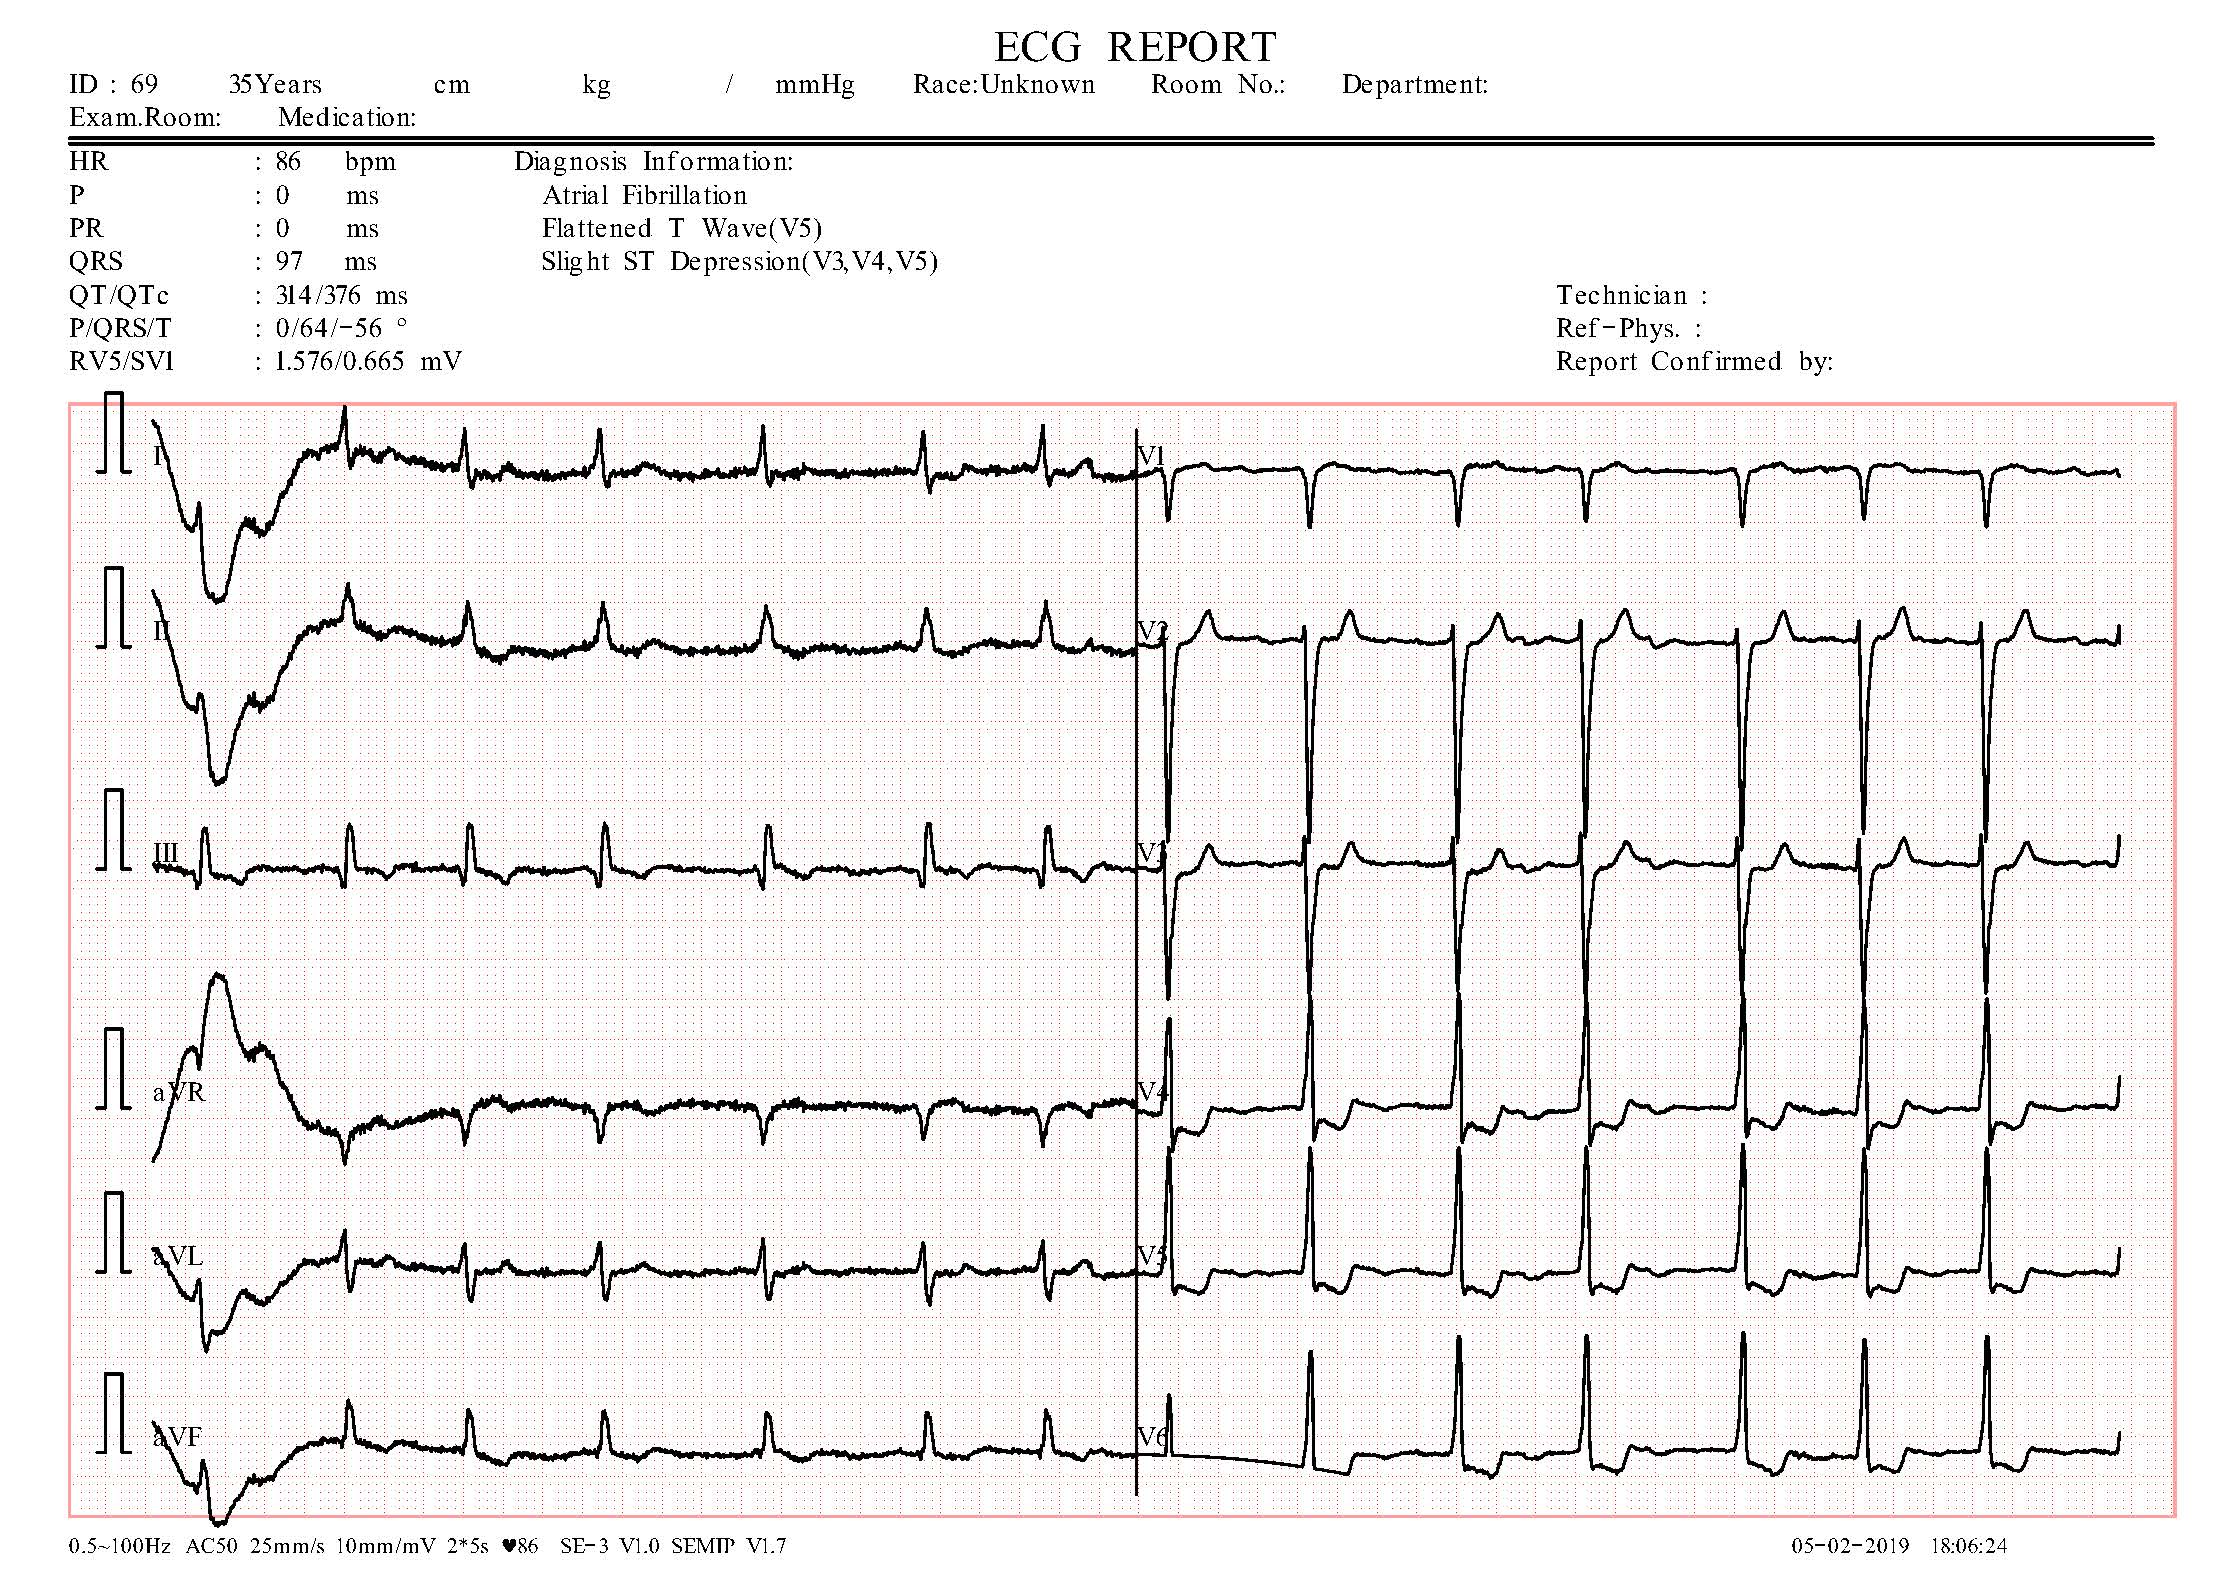 ECG REPORT
ID : 69 35Years cm kg / mmHg Race:Unknown Room No.: Department:
Exam.Room: Medication:
HR : 86 bpm Diagnosis Information:
P : 0 ms Atrial Fibrillation
PR : 0 ms Flattened T Wave(V5)
QRS : 97 ms Slight ST Depression(V3,V4,V5)
QT/QTc : 314/376 ms Technician :
P/QRS/T : 0/64/-56 ° Ref-Phys. :
RV5/SV1 : 1.576/0.665 mV Report Confirmed by:
I V1
II V2
III V3
aVR V4
aVL V5
aVF V6
0.5~100Hz AC50 25mm/s 10mm/mV 2*5s ♥86 SE-3 V1.0 SEMIP V1.7 05-02-2019 18:06:24